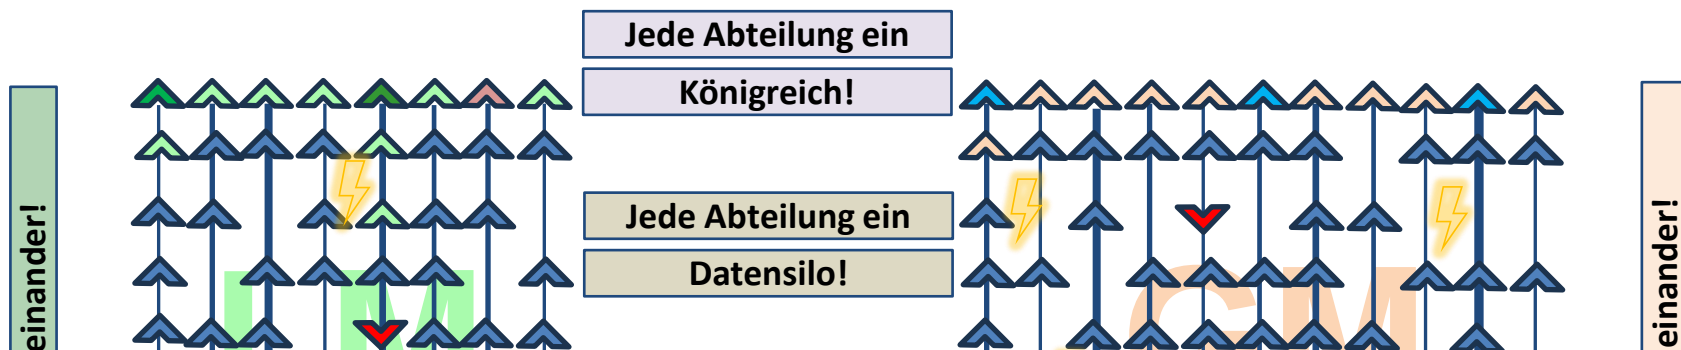 Jede Abteilung ein
Königreich!
Jede Abteilung ein
Datensilo!
einander!
einander!